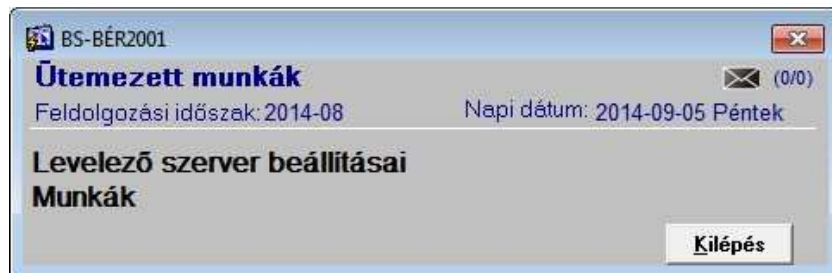 BS-BÉR2001
Ütemezett munkák (0/0)
Feldolgozási időszak: 2014-08 Napi dátum: 2014-09-05 Péntek
Levelező szerver beállításai
Munkák
Kilépés